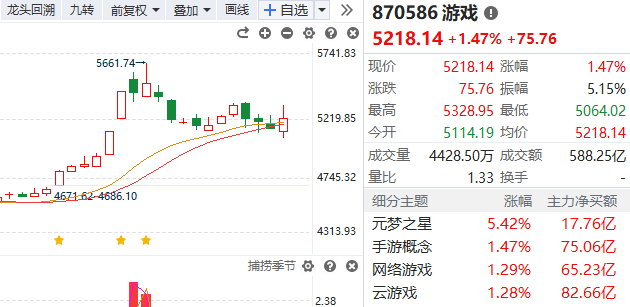 龙头回溯 九转 前复权 叠加 画线 +自选
5741.83
5661.74→
5219.85
4745.32
4671.62-4686.10
4313.93
捕捞季节
2.38
870586 游戏
5218.14 +1.47% +75.76
现价 5218.14 涨幅 1.47%
涨跌 75.76 振幅 5.15%
最高 5328.95 最低 5064.02
今开 5114.19 均价 5218.14
成交量 4428.50万 成交额 588.25亿
量比 1.33 换手 -
细分主题 涨幅 主力净买额
元梦之星 5.42% 17.76亿
手游概念 1.47% 75.06亿
网络游戏 1.29% 65.23亿
云游戏 1.28% 82.66亿